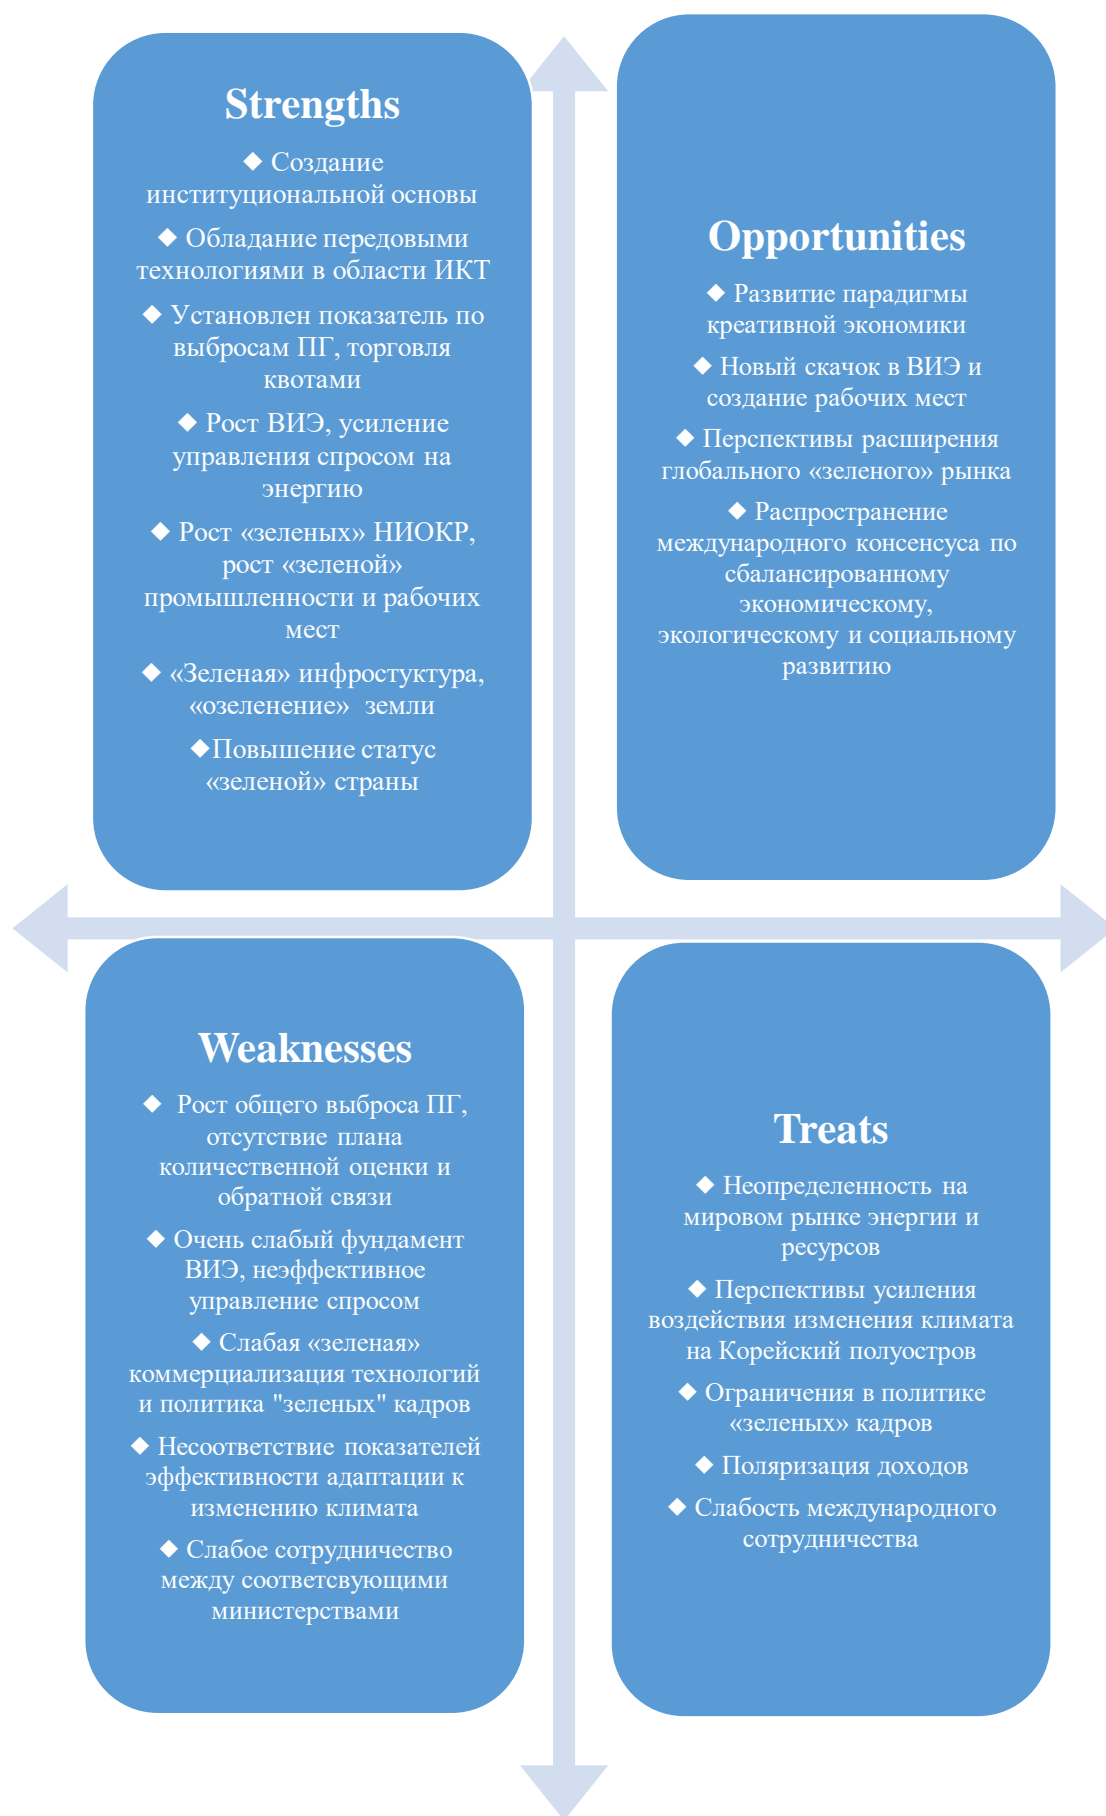 Strengths
◆ Создание
институциональной основы
◆ Обладание передовыми
технологиями в области ИКТ
◆ Установлен показатель по
выбросам ПГ, торговля
квотами
◆ Рост ВИЭ, усиление
управления спросом на
энергию
◆ Рост «зеленых» НИОКР,
рост «зеленой»
промышленности и рабочих
мест
◆ «Зеленая» инфростуктура,
«озеленение» земли
◆Повышение статус
«зеленой» страны
Opportunities
◆ Развитие парадигмы
креативной экономики
◆ Новый скачок в ВИЭ и
создание рабочих мест
◆ Перспективы расширения
глобального «зеленого» рынка
◆ Распространение
международного консенсуса по
сбалансированному
экономическому,
экологическому и социальному
развитию
Weaknesses
◆ Рост общего выброса ПГ,
отсутствие плана
количественной оценки и
обратной связи
◆ Очень слабый фундамент
ВИЭ, неэффективное
управление спросом
◆ Слабая «зеленая»
коммерциализация технологий
и политика "зеленых" кадров
◆ Несоответствие показателей
эффективности адаптации к
изменению климата
◆ Слабое сотрудничество
между соответсвующими
министерствами
Treats
◆ Неопределенность на
мировом рынке энергии и
ресурсов
◆ Перспективы усиления
воздействия изменения климата
на Корейский полуостров
◆ Ограничения в политике
«зеленых» кадров
◆ Поляризация доходов
◆ Слабость международного
сотрудничества